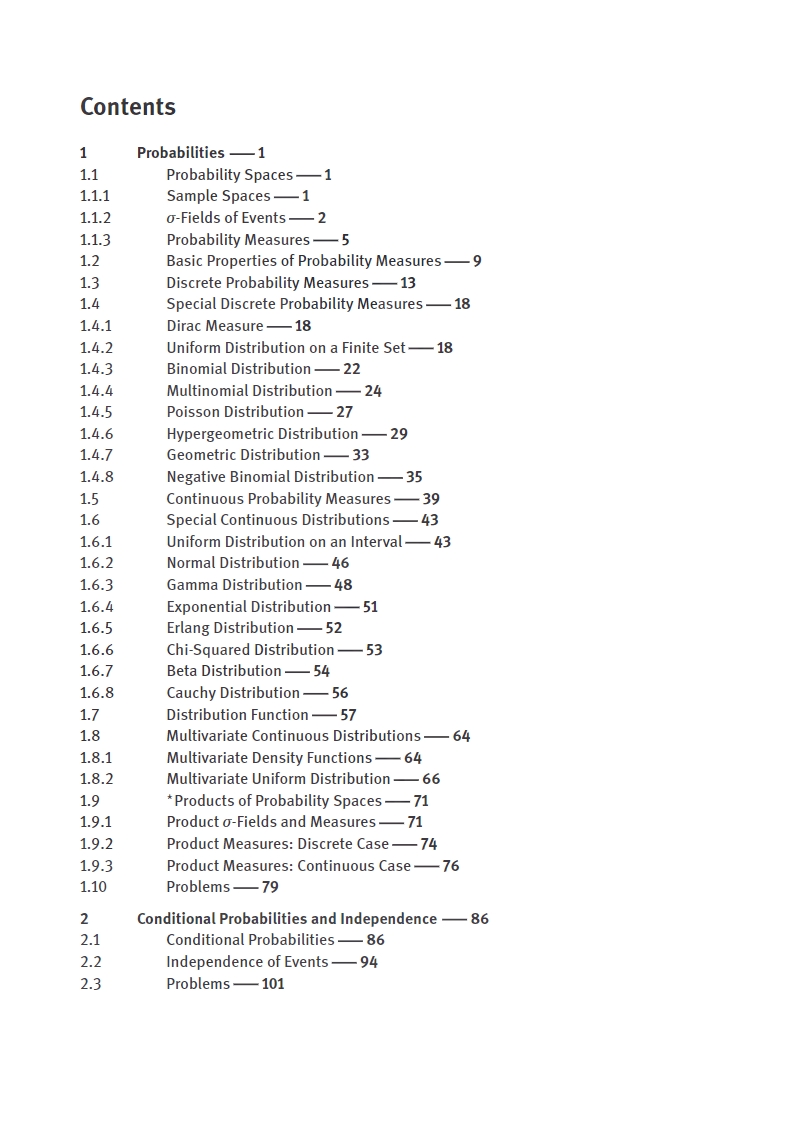 Contents
1 Probabilities — 1
1.1 Probability Spaces — 1
1.1.1 Sample Spaces — 1
1.1.2 σ-Fields of Events — 2
1.1.3 Probability Measures — 5
1.2 Basic Properties of Probability Measures — 9
1.3 Discrete Probability Measures — 13
1.4 Special Discrete Probability Measures — 18
1.4.1 Dirac Measure — 18
1.4.2 Uniform Distribution on a Finite Set — 18
1.4.3 Binomial Distribution — 22
1.4.4 Multinomial Distribution — 24
1.4.5 Poisson Distribution — 27
1.4.6 Hypergeometric Distribution — 29
1.4.7 Geometric Distribution — 33
1.4.8 Negative Binomial Distribution — 35
1.5 Continuous Probability Measures — 39
1.6 Special Continuous Distributions — 43
1.6.1 Uniform Distribution on an Interval — 43
1.6.2 Normal Distribution — 46
1.6.3 Gamma Distribution — 48
1.6.4 Exponential Distribution — 51
1.6.5 Erlang Distribution — 52
1.6.6 Chi-Squared Distribution — 53
1.6.7 Beta Distribution — 54
1.6.8 Cauchy Distribution — 56
1.7 Distribution Function — 57
1.8 Multivariate Continuous Distributions — 64
1.8.1 Multivariate Density Functions — 64
1.8.2 Multivariate Uniform Distribution — 66
1.9 *Products of Probability Spaces — 71
1.9.1 Product σ-Fields and Measures — 71
1.9.2 Product Measures: Discrete Case — 74
1.9.3 Product Measures: Continuous Case — 76
1.10 Problems — 79
2 Conditional Probabilities and Independence — 86
2.1 Conditional Probabilities — 86
2.2 Independence of Events — 94
2.3 Problems — 101